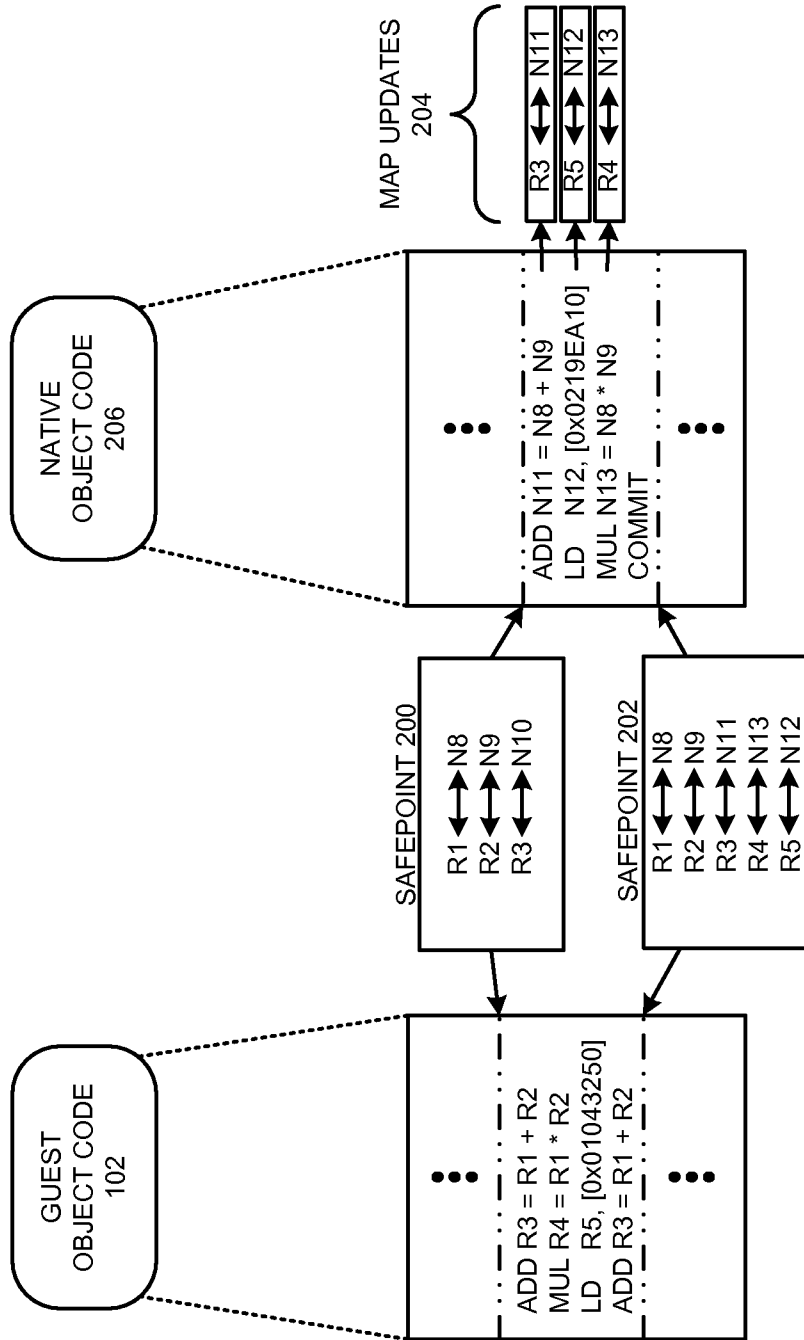 GUEST
OBJECT CODE
102
ADD R3 = R1 + R2
MUL R4 = R1 * R2
LD R5, [0x01043250]
ADD R3 = R1 + R2
SAFEPOINT 200
R1 N8
R2 N9
R3 N10
SAFEPOINT 202
R1 N8
R2 N9
R3 N11
R4 N13
R5 N12
NATIVE
OBJECT CODE
206
ADD N11 = N8 + N9
LD N12, [0x0219EA10]
MUL N13 = N8 * N9
COMMIT
MAP UPDATES
204
R3 N11
R5 N12
R4 N13